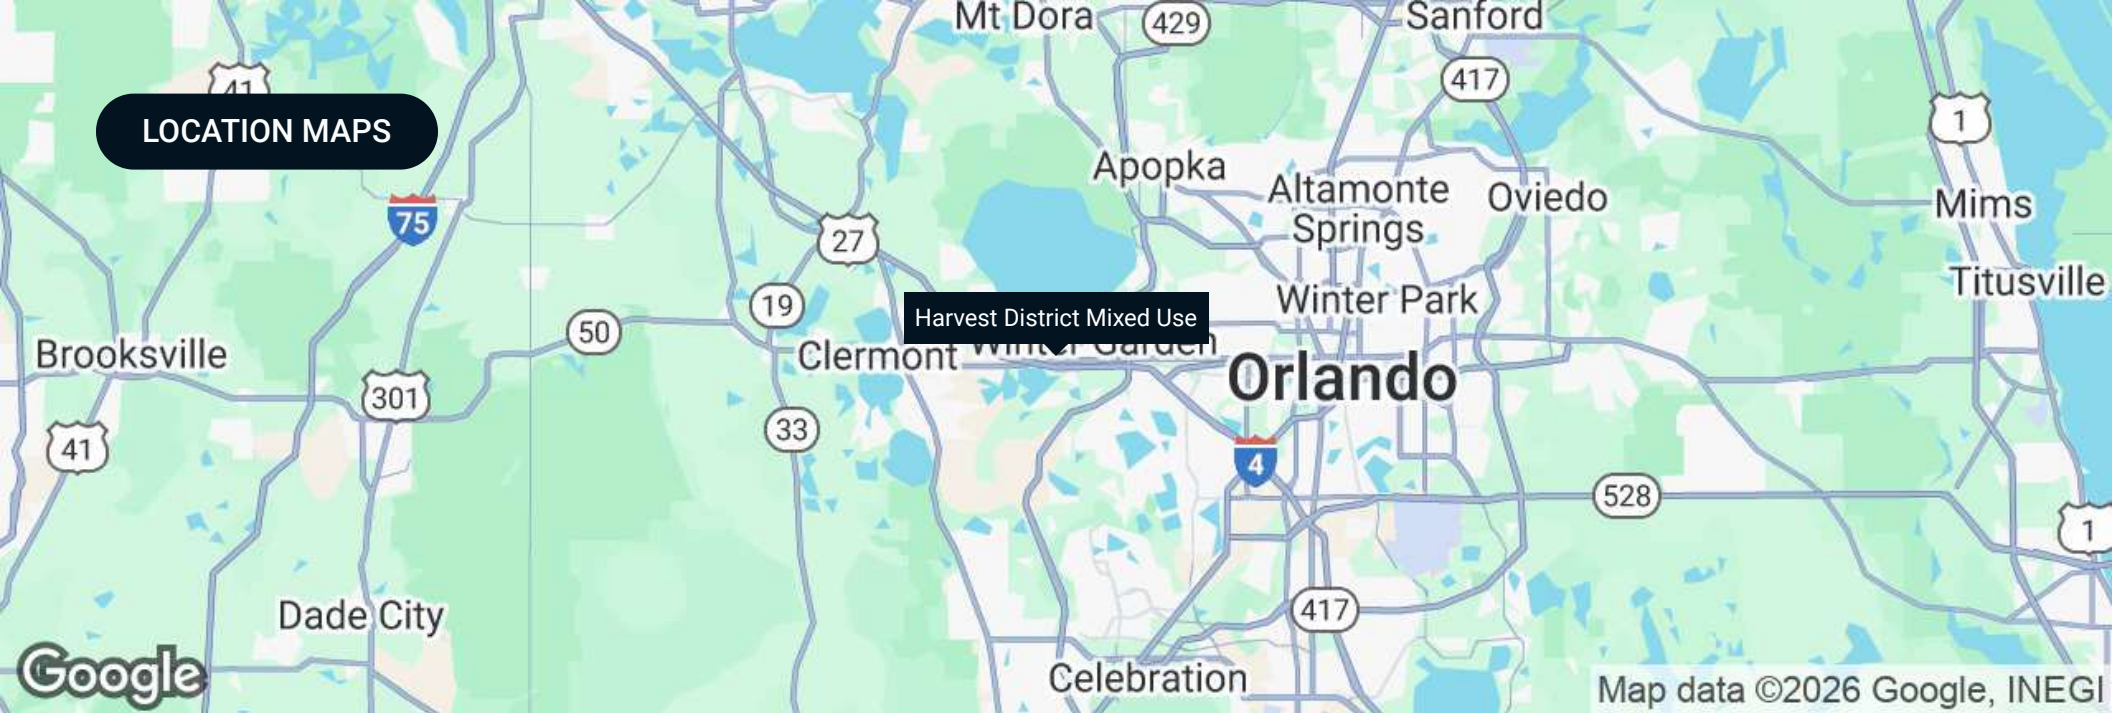 Mt Dora
429
Sanford
41
417
1
LOCATION MAPS
Apopka
Altamonte
Springs
Oviedo
Mims
75
27
Titusville
19
Harvest District Mixed Use
Winter Park
50
Brooksville
Clermont
Winter Garden
Orlando
301
41
33
4
528
1
Dade City
417
Celebration
Google
Map data ©2026 Google, INEGI